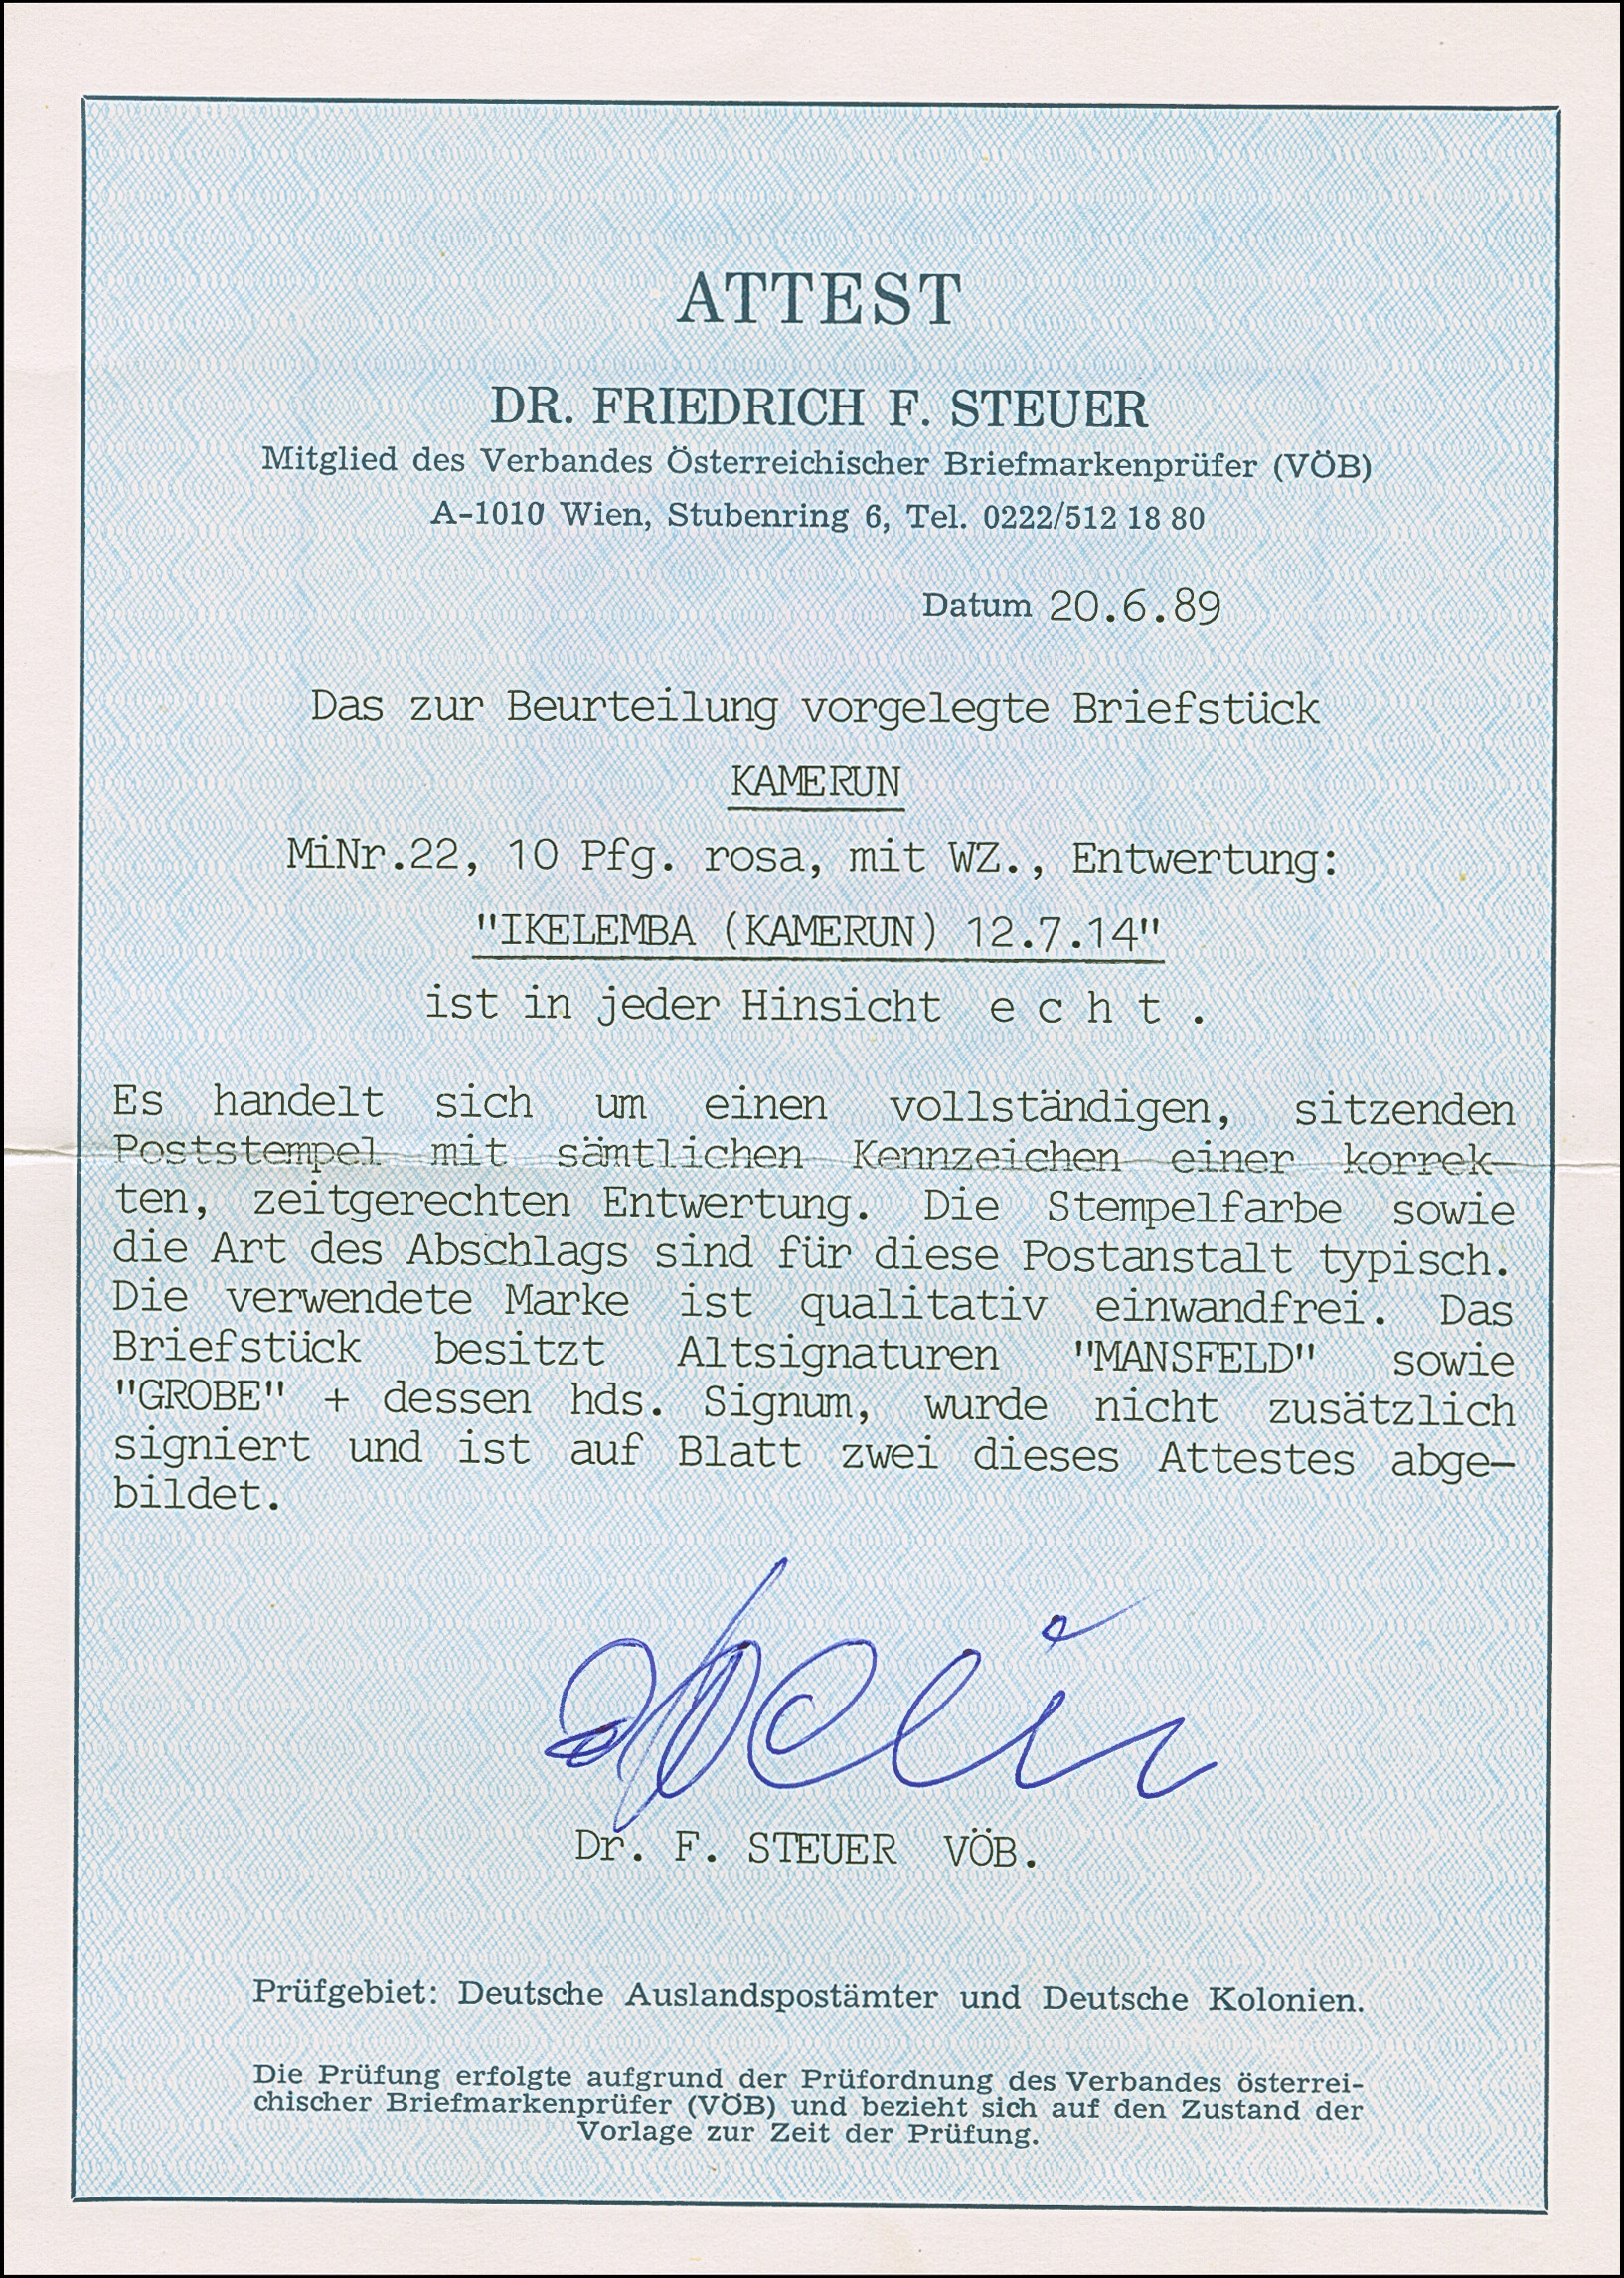 ATTEST
DR. FRIEDRICH F. STEUER
Mitglied des Verbandes Österreichischer Briefmarkenprüfer (VÖB)
A-1010 Wien, Stubenring 6, Tel. 0222/512 18 80
Datum 20.6.89
Das zur Beurteilung vorgelegte Briefstück
KAMERUN
MiNr.22, 10 Pfg. rosa, mit WZ., Entwertung:
"IKELEMBA (KAMERUN) 12.7.14"
ist in jeder Hinsicht e c h t .
Es handelt sich um einen vollständigen, sitzenden
Poststempel mit sämtlichen Kennzeichen einer korrek-
ten, zeitgerechten Entwertung. Die Stempelfarbe sowie
die Art des Abschlags sind für diese Postanstalt typisch.
Die verwendete Marke ist qualitativ einwandfrei. Das
Briefstück besitzt Altsignaturen "MANSFELD" sowie
"GROBE" + dessen hds. Signum, wurde nicht zusätzlich
signiert und ist auf Blatt zwei dieses Attestes abge-
bildet.
Dr. F. STEUER VÖB.
Prüfgebiet: Deutsche Auslandspostämter und Deutsche Kolonien.
Die Prüfung erfolgte aufgrund der Prüfordnung des Verbandes österrei-
chischer Briefmarkenprüfer (VÖB) und bezieht sich auf den Zustand der
Vorlage zur Zeit der Prüfung.